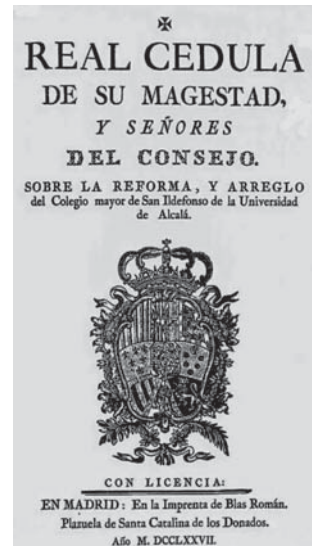 REAL CEDULA
DE SU MAGESTAD,
Y SEÑORES
DEL CONSEJO.
SOBRE LA REFORMA, Y ARREGLO
del Colegio mayor de San Ildefonso de la Universidad
de Alcalá.
CON LICENCIA:
EN MADRID: En la Imprenta de Blas Román.
Plazuela de Santa Catalina de los Donados.
Año M. DCCLXXVII.